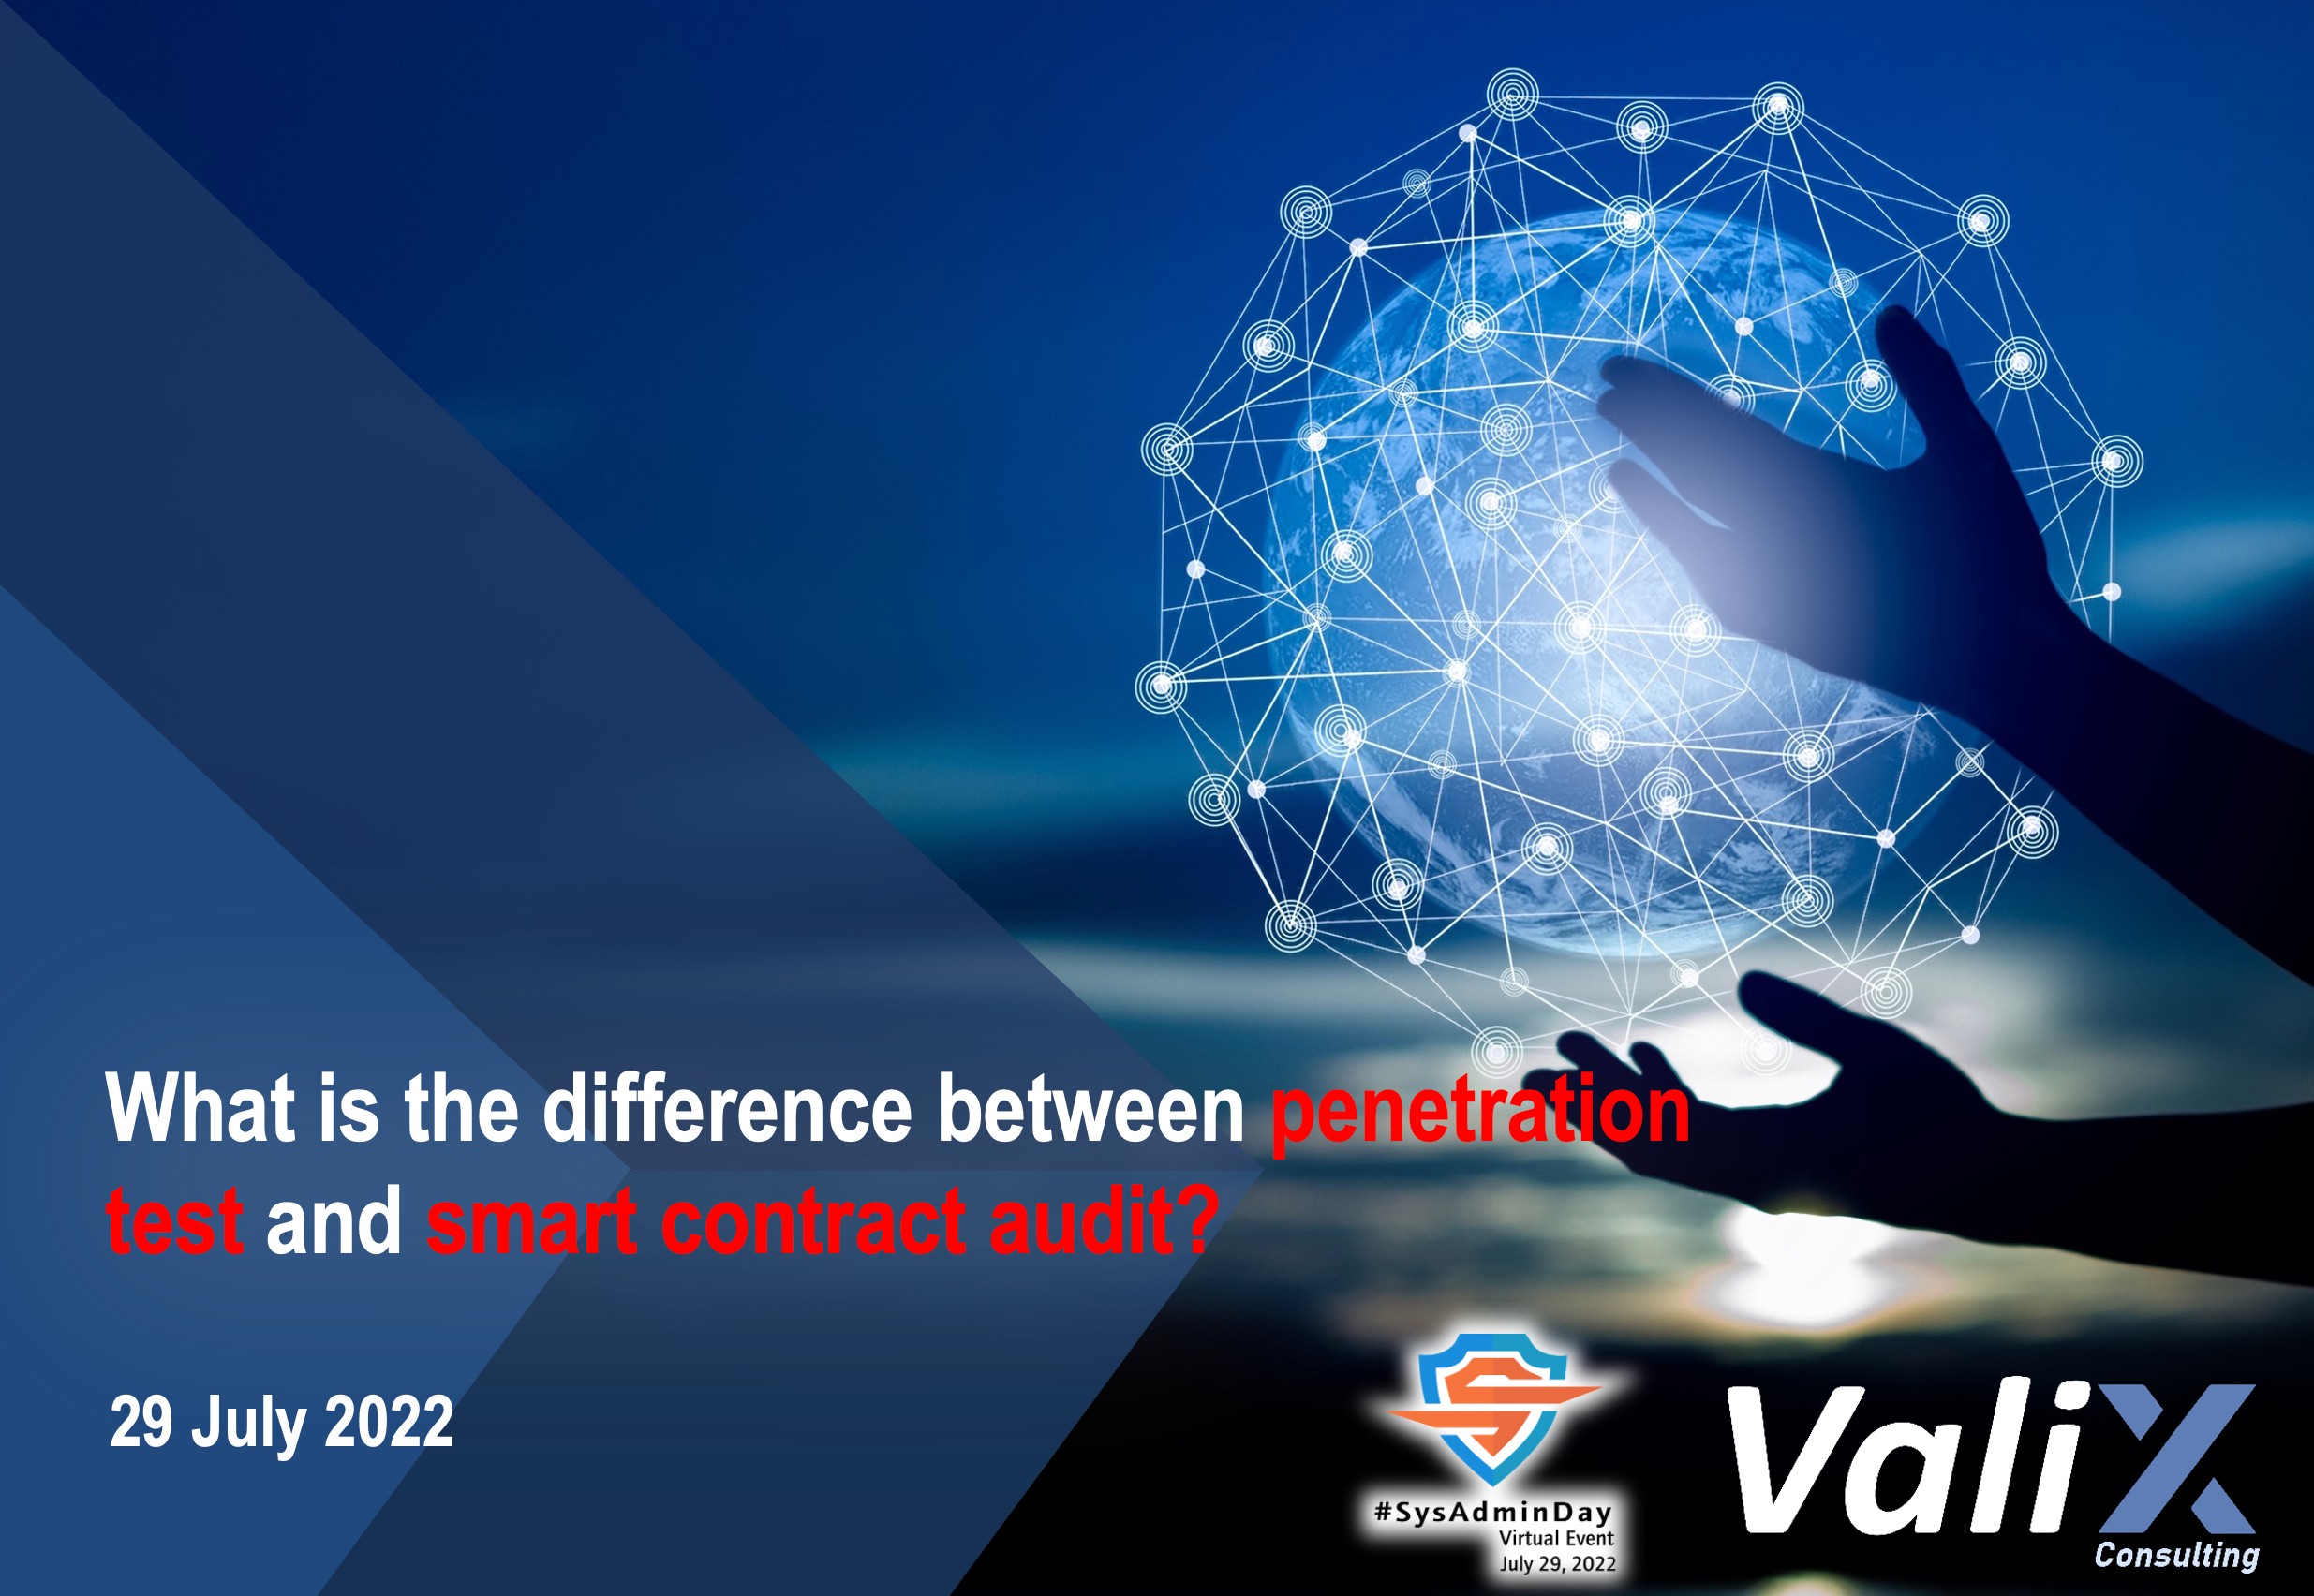 What is the difference between penetration
test and smart contract audit?
29 July 2022
#SysAdminDay
Virtual Event
July 29, 2022
ValiX
Consulting